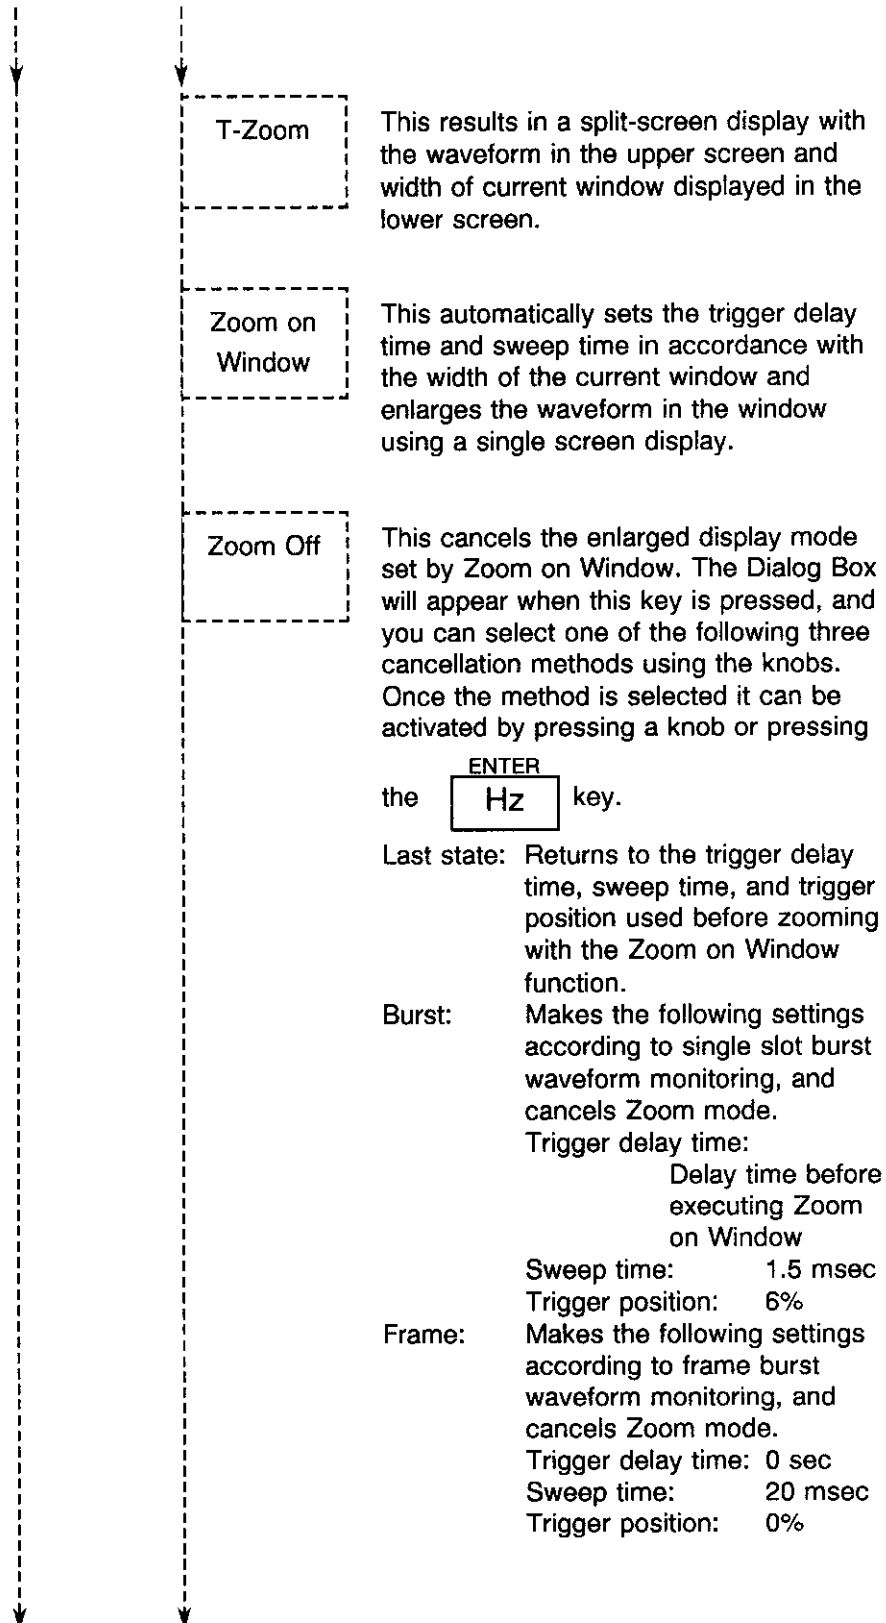 T-Zoom
This results in a split-screen display with
the waveform in the upper screen and
width of current window displayed in the
lower screen.
Zoom on
Window
This automatically sets the trigger delay
time and sweep time in accordance with
the width of the current window and
enlarges the waveform in the window
using a single screen display.
Zoom Off
This cancels the enlarged display mode
set by Zoom on Window. The Dialog Box
will appear when this key is pressed, and
you can select one of the following three
cancellation methods using the knobs.
Once the method is selected it can be
activated by pressing a knob or pressing
ENTER
the Hz key.
Last state: Returns to the trigger delay
time, sweep time, and trigger
position used before zooming
with the Zoom on Window
function.
Burst: Makes the following settings
according to single slot burst
waveform monitoring, and
cancels Zoom mode.
Trigger delay time:
Delay time before
executing Zoom
on Window
Sweep time: 1.5 msec
Trigger position: 6%
Frame: Makes the following settings
according to frame burst
waveform monitoring, and
cancels Zoom mode.
Trigger delay time: 0 sec
Sweep time: 20 msec
Trigger position: 0%